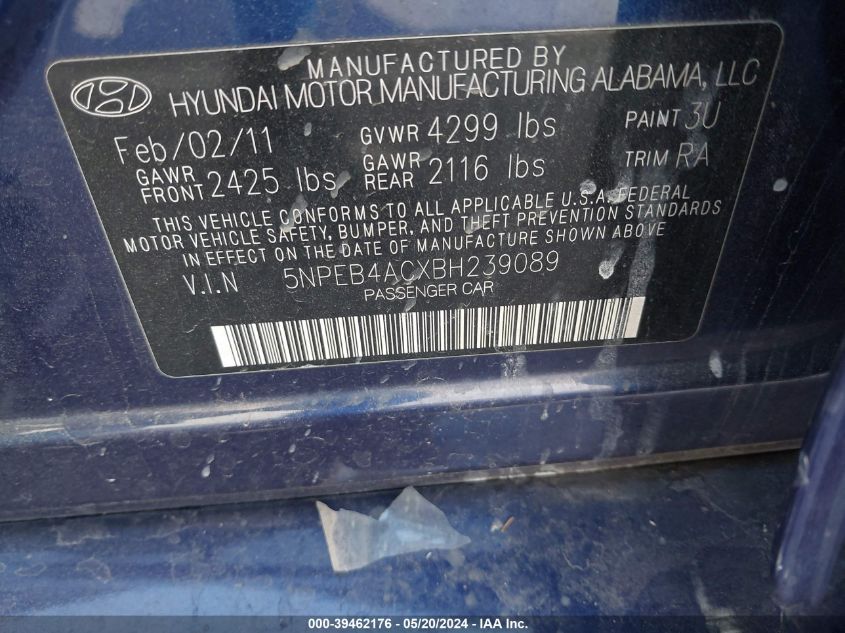 MANUFACTURED BY
HYUNDAI MOTOR MANUFACTURING ALABAMA, LLC
Feb/02/11 GVWR 4299 lbs PAINT 3U
GAWR FRONT 2425 lbs GAWR REAR 2116 lbs TRIM RA
THIS VEHICLE CONFORMS TO ALL APPLICABLE U.S.A. FEDERAL
MOTOR VEHICLE SAFETY, BUMPER, AND THEFT PREVENTION STANDARDS
IN EFFECT ON THE DATE OF MANUFACTURE SHOWN ABOVE
V.I.N 5NPEB4ACXBH239089
PASSENGER CAR
000-39462176 - 05/20/2024 - IAA Inc.